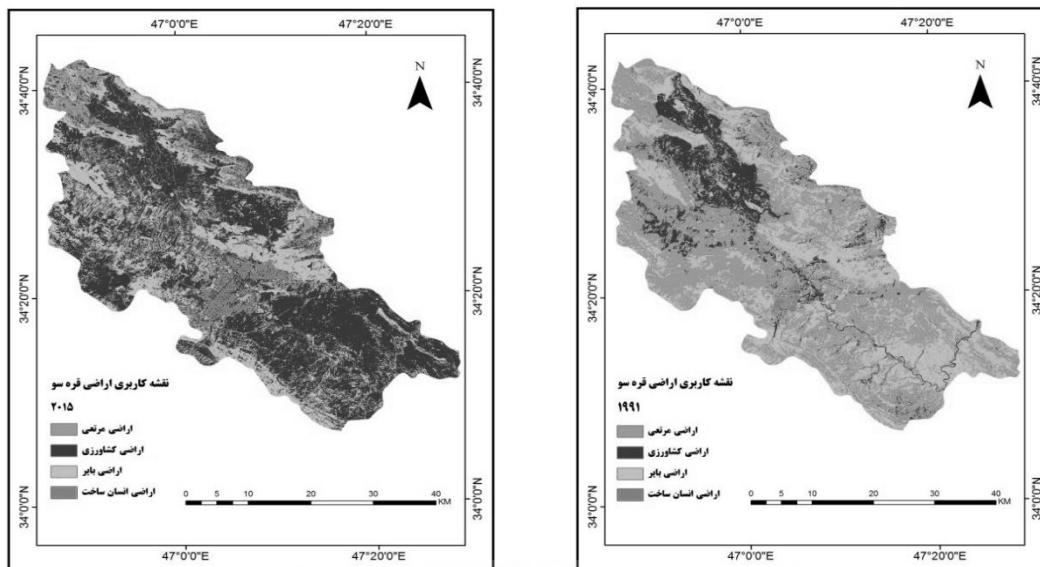 47°0'0"E 47°20'0"E
N
34°40'0"N 34°40'0"N
34°20'0"N 34°20'0"N
34°0'0"N 34°0'0"N
نقشه کاربری اراضی قره سو
۲۰۱۵
اراضی مرتعی
اراضی کشاورزی
اراضی بایر
اراضی انسان ساخت
0 5 10 20 30 40
KM
47°0'0"E 47°20'0"E
47°0'0"E 47°20'0"E
N
34°40'0"N 34°40'0"N
34°20'0"N 34°20'0"N
34°0'0"N 34°0'0"N
نقشه کاربری اراضی قره سو
۱۹۹۱
اراضی مرتعی
اراضی کشاورزی
اراضی بایر
اراضی انسان ساخت
0 5 10 20 30 40
KM
47°0'0"E 47°20'0"E